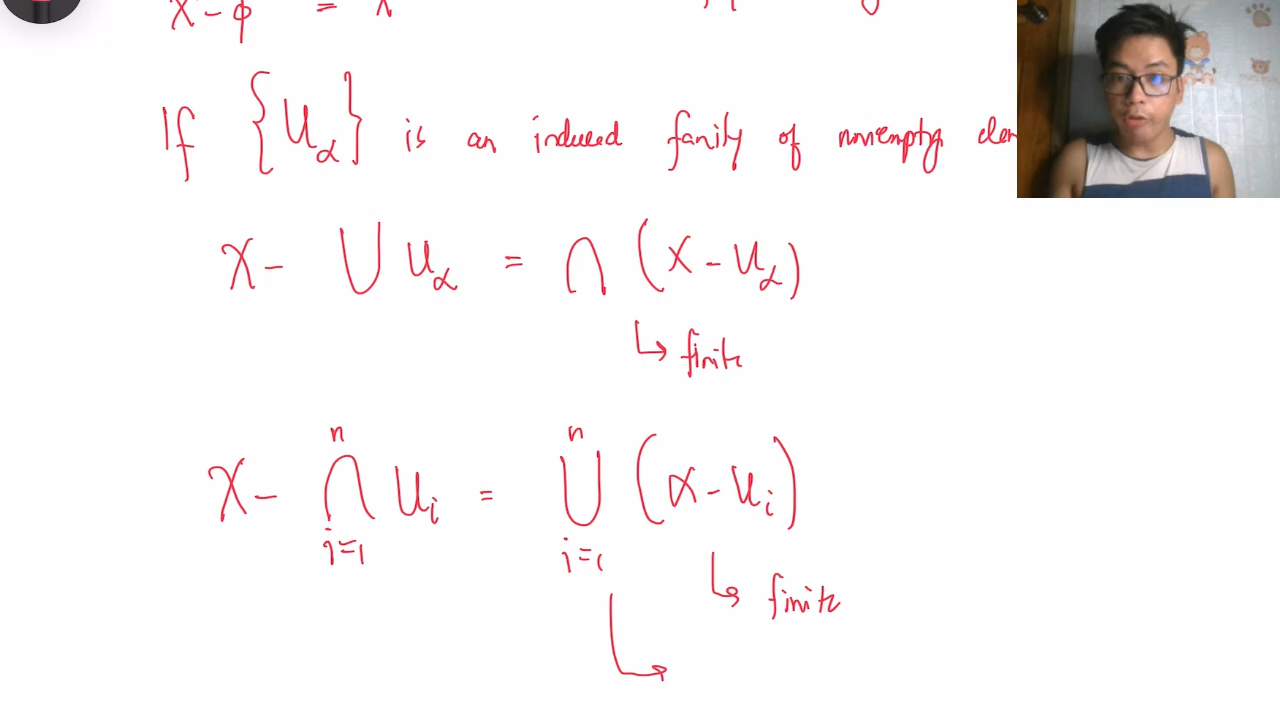 X - ϕ = X
If {U_α} is an indexed family of nonempty elem
X - ⋃ U_α = ⋂ (X - U_α)
↳ finite
n n
X - ⋂ U_i = ⋃ (X - U_i)
i=1 i=1
↳ finite